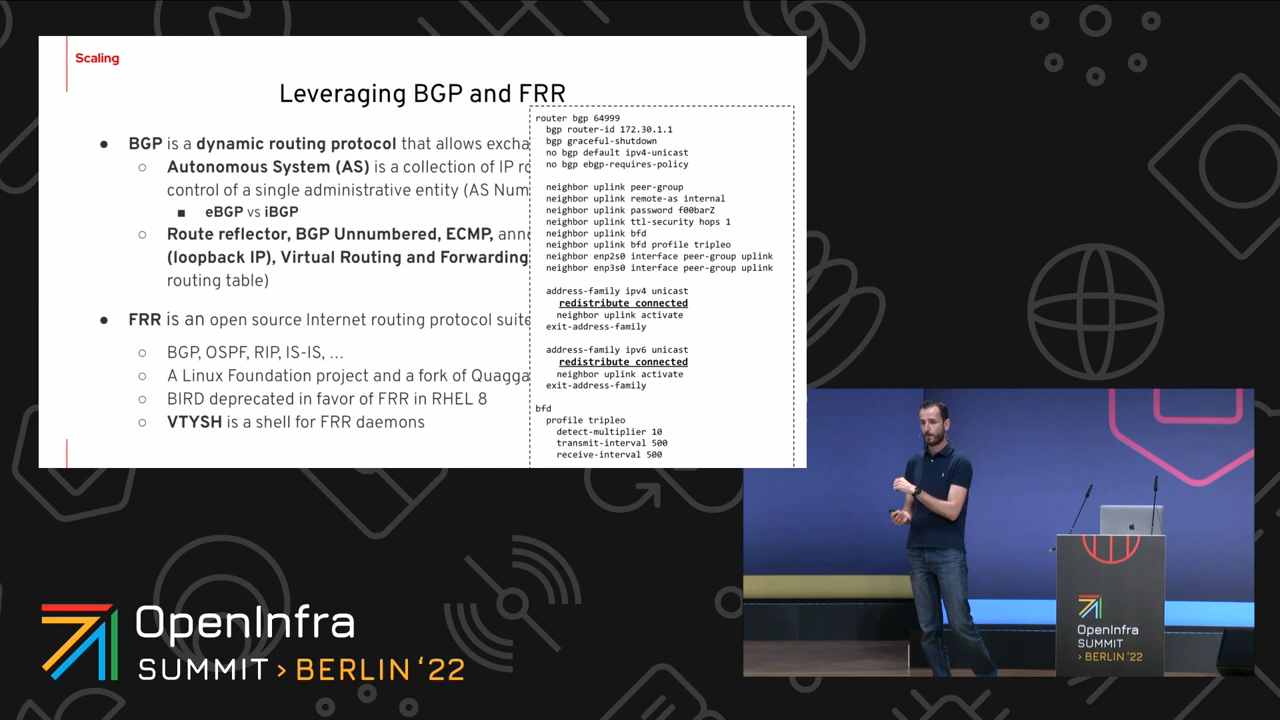 Scaling
Leveraging BGP and FRR
● BGP is a dynamic routing protocol that allows excha
○ Autonomous System (AS) is a collection of IP ro
control of a single administrative entity (AS Num
■ eBGP vs iBGP
○ Route reflector, BGP Unnumbered, ECMP, ann
(loopback IP), Virtual Routing and Forwarding
routing table)
● FRR is an open source Internet routing protocol suite
○ BGP, OSPF, RIP, IS-IS, ...
○ A Linux Foundation project and a fork of Quagga
○ BIRD deprecated in favor of FRR in RHEL 8
○ VTYSH is a shell for FRR daemons
router bgp 64999
bgp router-id 172.30.1.1
bgp graceful-shutdown
no bgp default ipv4-unicast
no bgp ebgp-requires-policy
neighbor uplink peer-group
neighbor uplink remote-as internal
neighbor uplink password f00barZ
neighbor uplink ttl-security hops 1
neighbor uplink bfd
neighbor uplink bfd profile tripleo
neighbor enp2s0 interface peer-group uplink
neighbor enp3s0 interface peer-group uplink
address-family ipv4 unicast
redistribute connected
neighbor uplink activate
exit-address-family
address-family ipv6 unicast
redistribute connected
neighbor uplink activate
exit-address-family
bfd
profile tripleo
detect-multiplier 10
transmit-interval 500
receive-interval 500
OpenInfra
SUMMIT › BERLIN '22
OpenInfra
SUMMIT
› BERLIN '22